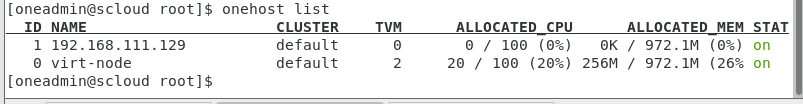 [oneadmin@scloud root]$ onehost list
ID NAME CLUSTER TVM ALLOCATED_CPU ALLOCATED_MEM STAT
1 192.168.111.129 default 0 0 / 100 (0%) 0K / 972.1M (0%) on
0 virt-node default 2 20 / 100 (20%) 256M / 972.1M (26% on
[oneadmin@scloud root]$